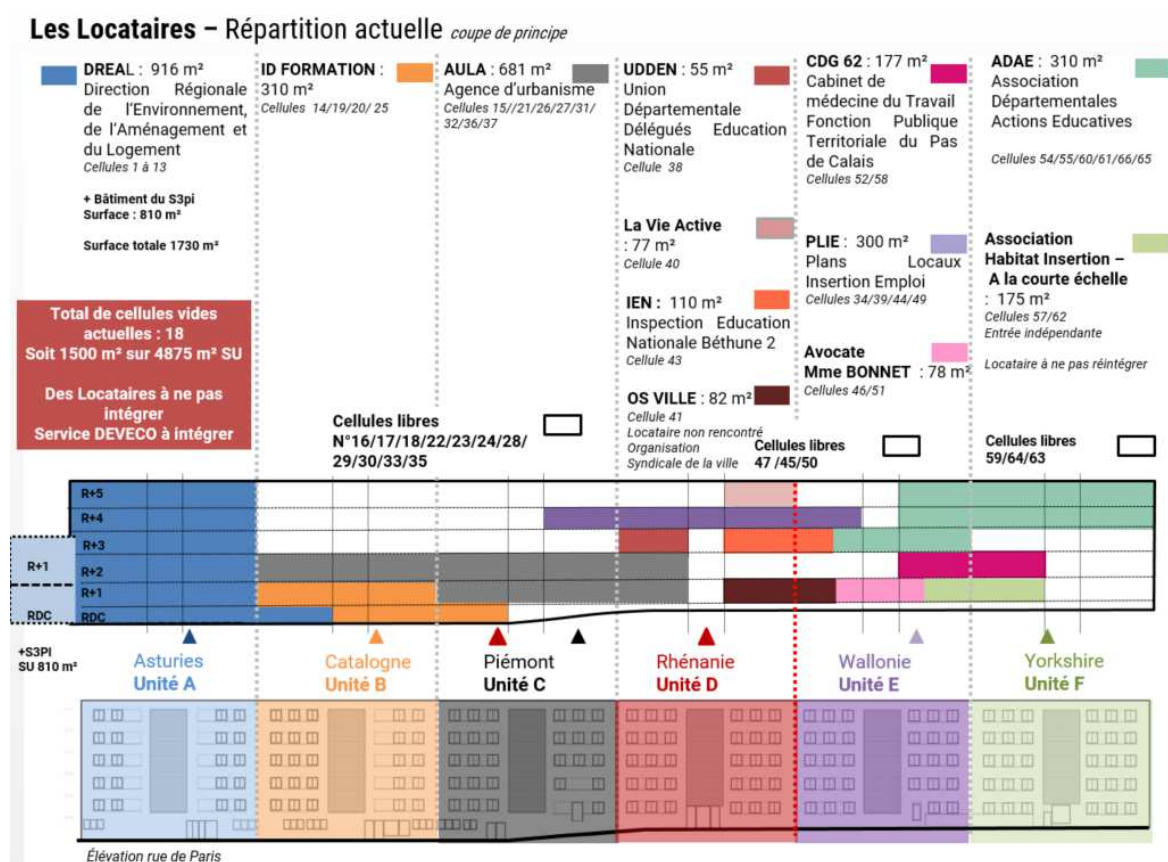 Les Locataires – Répartition actuelle coupe de principe
DREAL : 916 m²
Direction Régionale
de l'Environnement,
de l'Aménagement et
du Logement
Cellules 1 à 13
+ Bâtiment du S3pi
Surface : 810 m²
Surface totale 1730 m²
ID FORMATION :
310 m²
Cellules 14/19/20/ 25
AULA : 681 m²
Agence d'urbanisme
Cellules 15//21/26/27/31/
32/36/37
UDDEN : 55 m²
Union
Départementale
Délégués Education
Nationale
Cellule 38
La Vie Active
: 77 m²
Cellule 40
IEN : 110 m²
Inspection Education
Nationale Béthune 2
Cellule 43
OS VILLE : 82 m²
Cellule 41
Locataire non rencontré
Organisation
Syndicale de la ville
CDG 62 : 177 m²
Cabinet de
médecine du Travail
Fonction Publique
Territoriale du Pas
de Calais
Cellules 52/58
PLIE : 300 m²
Plans Locaux
Insertion Emploi
Cellules 34/39/44/49
Avocate
Mme BONNET : 78 m²
Cellules 46/51
ADAE : 310 m²
Association
Départementales
Actions Educatives
Cellules 54/55/60/61/66/65
Association
Habitat Insertion –
A la courte échelle
: 175 m²
Cellules 57/62
Entrée indépendante
Locataire à ne pas réintégrer
Total de cellules vides
actuelles : 18
Soit 1500 m² sur 4875 m² SU
Des Locataires à ne pas
intégrer
Service DEVECO à intégrer
Cellules libres
N°16/17/18/22/23/24/28/
29/30/33/35
Cellules libres
47 /45/50
Cellules libres
59/64/63
R+5
R+4
R+3
R+2
R+1
RDC
R+1
RDC
+S3PI
SU 810 m²
Asturies
Unité A
Catalogne
Unité B
Piémont
Unité C
Rhénanie
Unité D
Wallonie
Unité E
Yorkshire
Unité F
Élévation rue de Paris